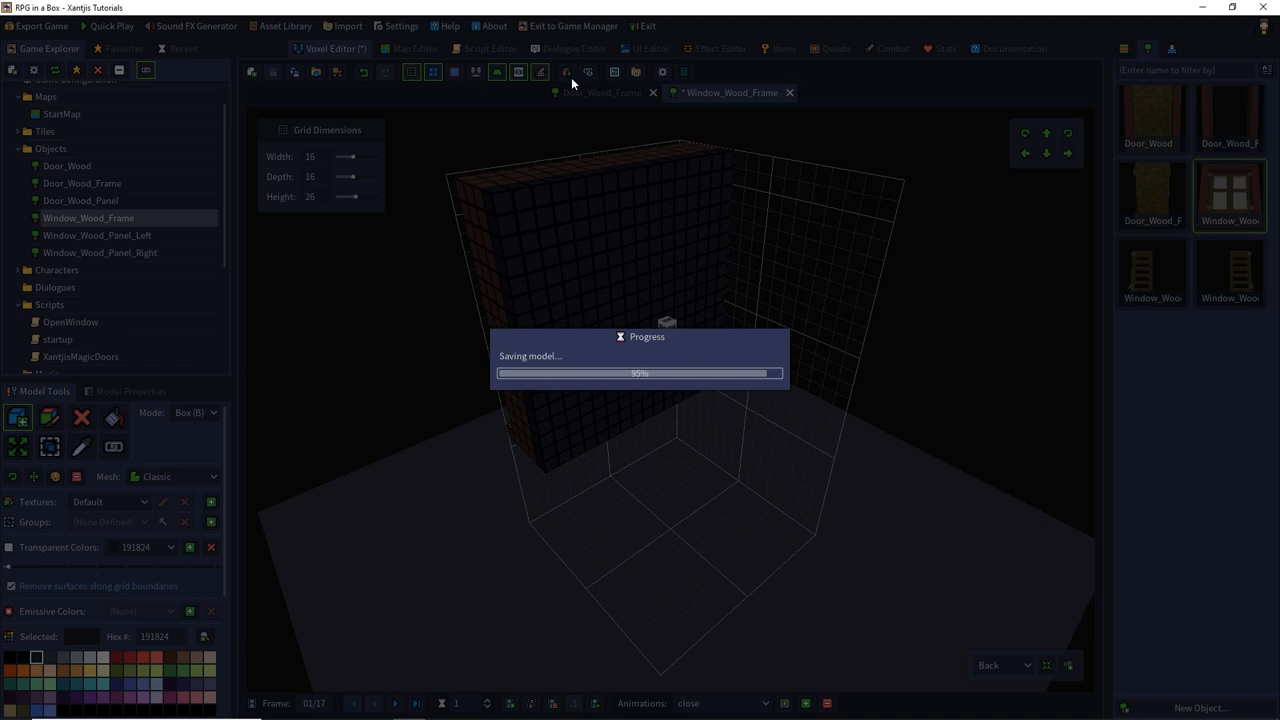 RPG in a Box - Xantjis Tutorials
Export Game Quick Play Sound FX Generator Asset Library Import Settings Help About Exit to Game Manager Exit
Game Explorer Favorites Recent
Voxel Editor (*) Map Editor Script Editor Dialogue Editor UI Editor Effect Editor Items Quests Combat Stats Documentation
Game Configuration
Maps
StartMap
Tiles
Objects
Door_Wood
Door_Wood_Frame
Door_Wood_Panel
Window_Wood_Frame
Window_Wood_Panel_Left
Window_Wood_Panel_Right
Characters
Dialogues
Scripts
OpenWindow
startup
XantjisMagicDoors
Model Tools Model Properties
Mode: Box (B)
Mesh: Classic
Textures: Default
Groups: (None Defined)
Transparent Colors: 191824
Remove surfaces along grid boundaries
Emissive Colors: (None)
Selected: Hex #: 191824
Door_Wood_Frame * Window_Wood_Frame
Grid Dimensions
Width: 16
Depth: 16
Height: 26
Progress
Saving model...
95%
Back
Frame: 01/17 1 Animations: close
(Enter name to filter by)
Door_Wood Door_Wood_F
Door_Wood_F Window_Woo
Window_Woo Window_Woo
New Object...